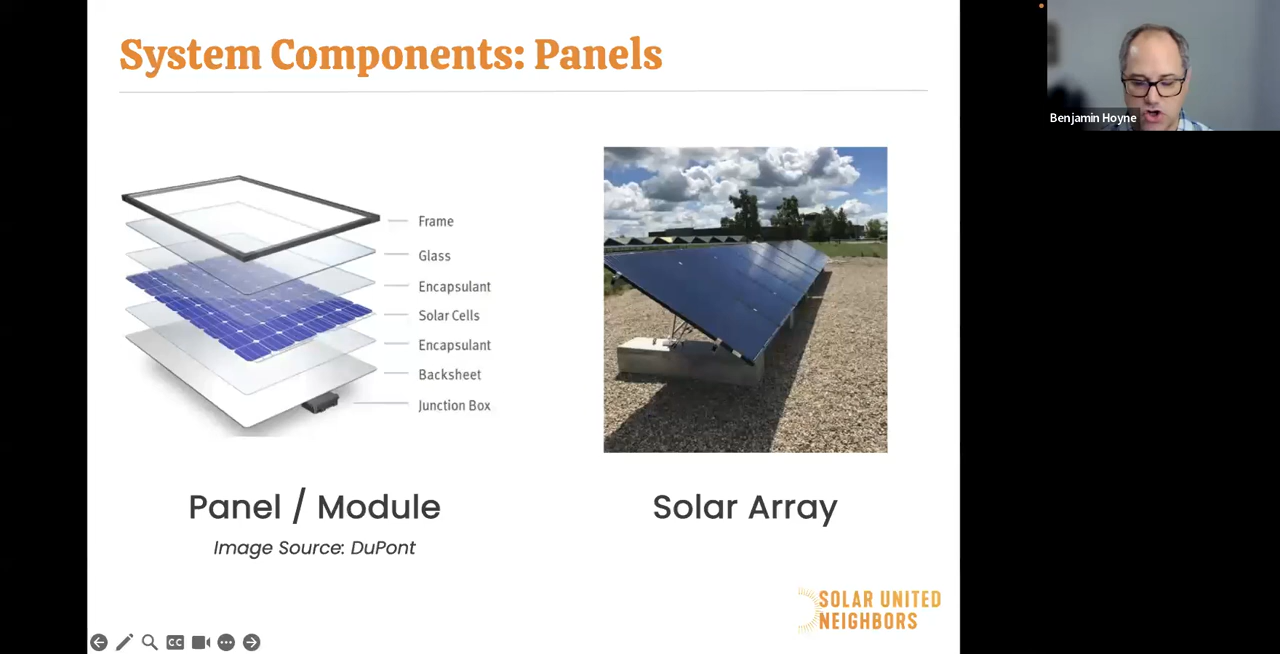 System Components: Panels
Benjamin Hoyne
Frame
Glass
Encapsulant
Solar Cells
Encapsulant
Backsheet
Junction Box
Panel / Module
Image Source: DuPont
Solar Array
SOLAR UNITED
NEIGHBORS
CC